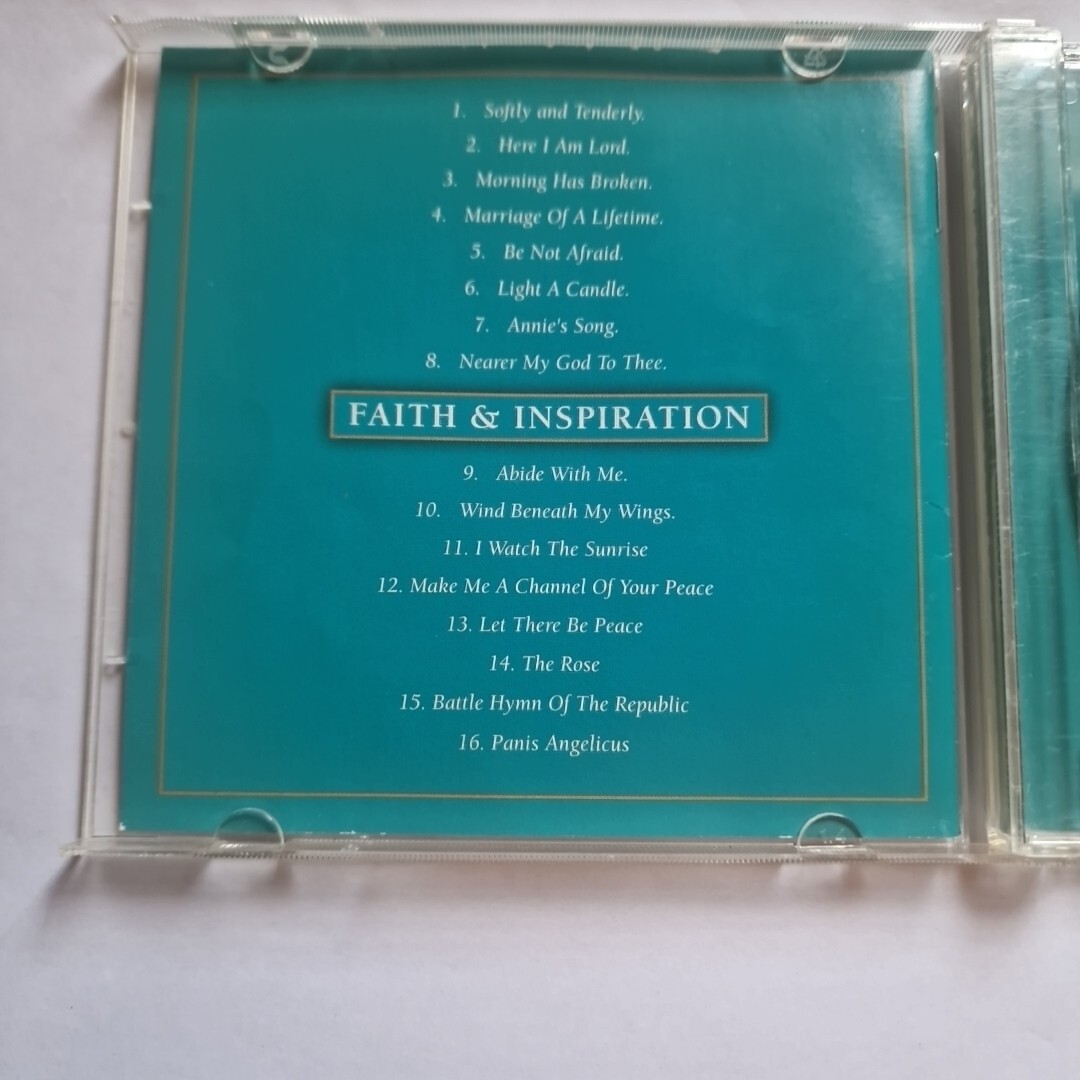 1. Softly and Tenderly.
2. Here I Am Lord.
3. Morning Has Broken.
4. Marriage Of A Lifetime.
5. Be Not Afraid.
6. Light A Candle.
7. Annie's Song.
8. Nearer My God To Thee.
FAITH & INSPIRATION
9. Abide With Me.
10. Wind Beneath My Wings.
11. I Watch The Sunrise
12. Make Me A Channel Of Your Peace
13. Let There Be Peace
14. The Rose
15. Battle Hymn Of The Republic
16. Panis Angelicus